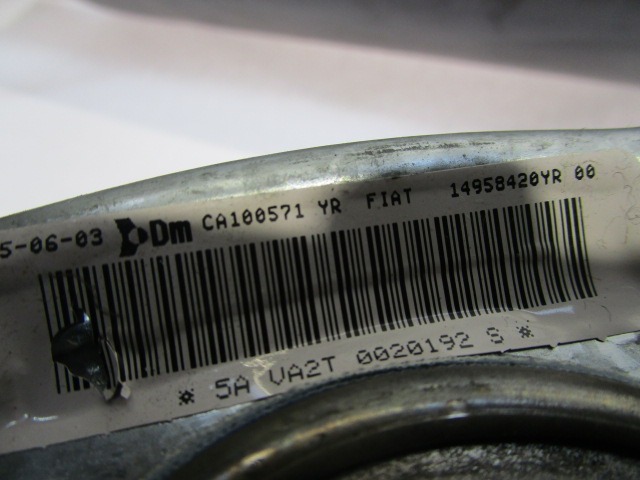 5-06-03 Dm CA100571 YR FIAT 14958420YR 00
* 5A VA2T 0020192 S *